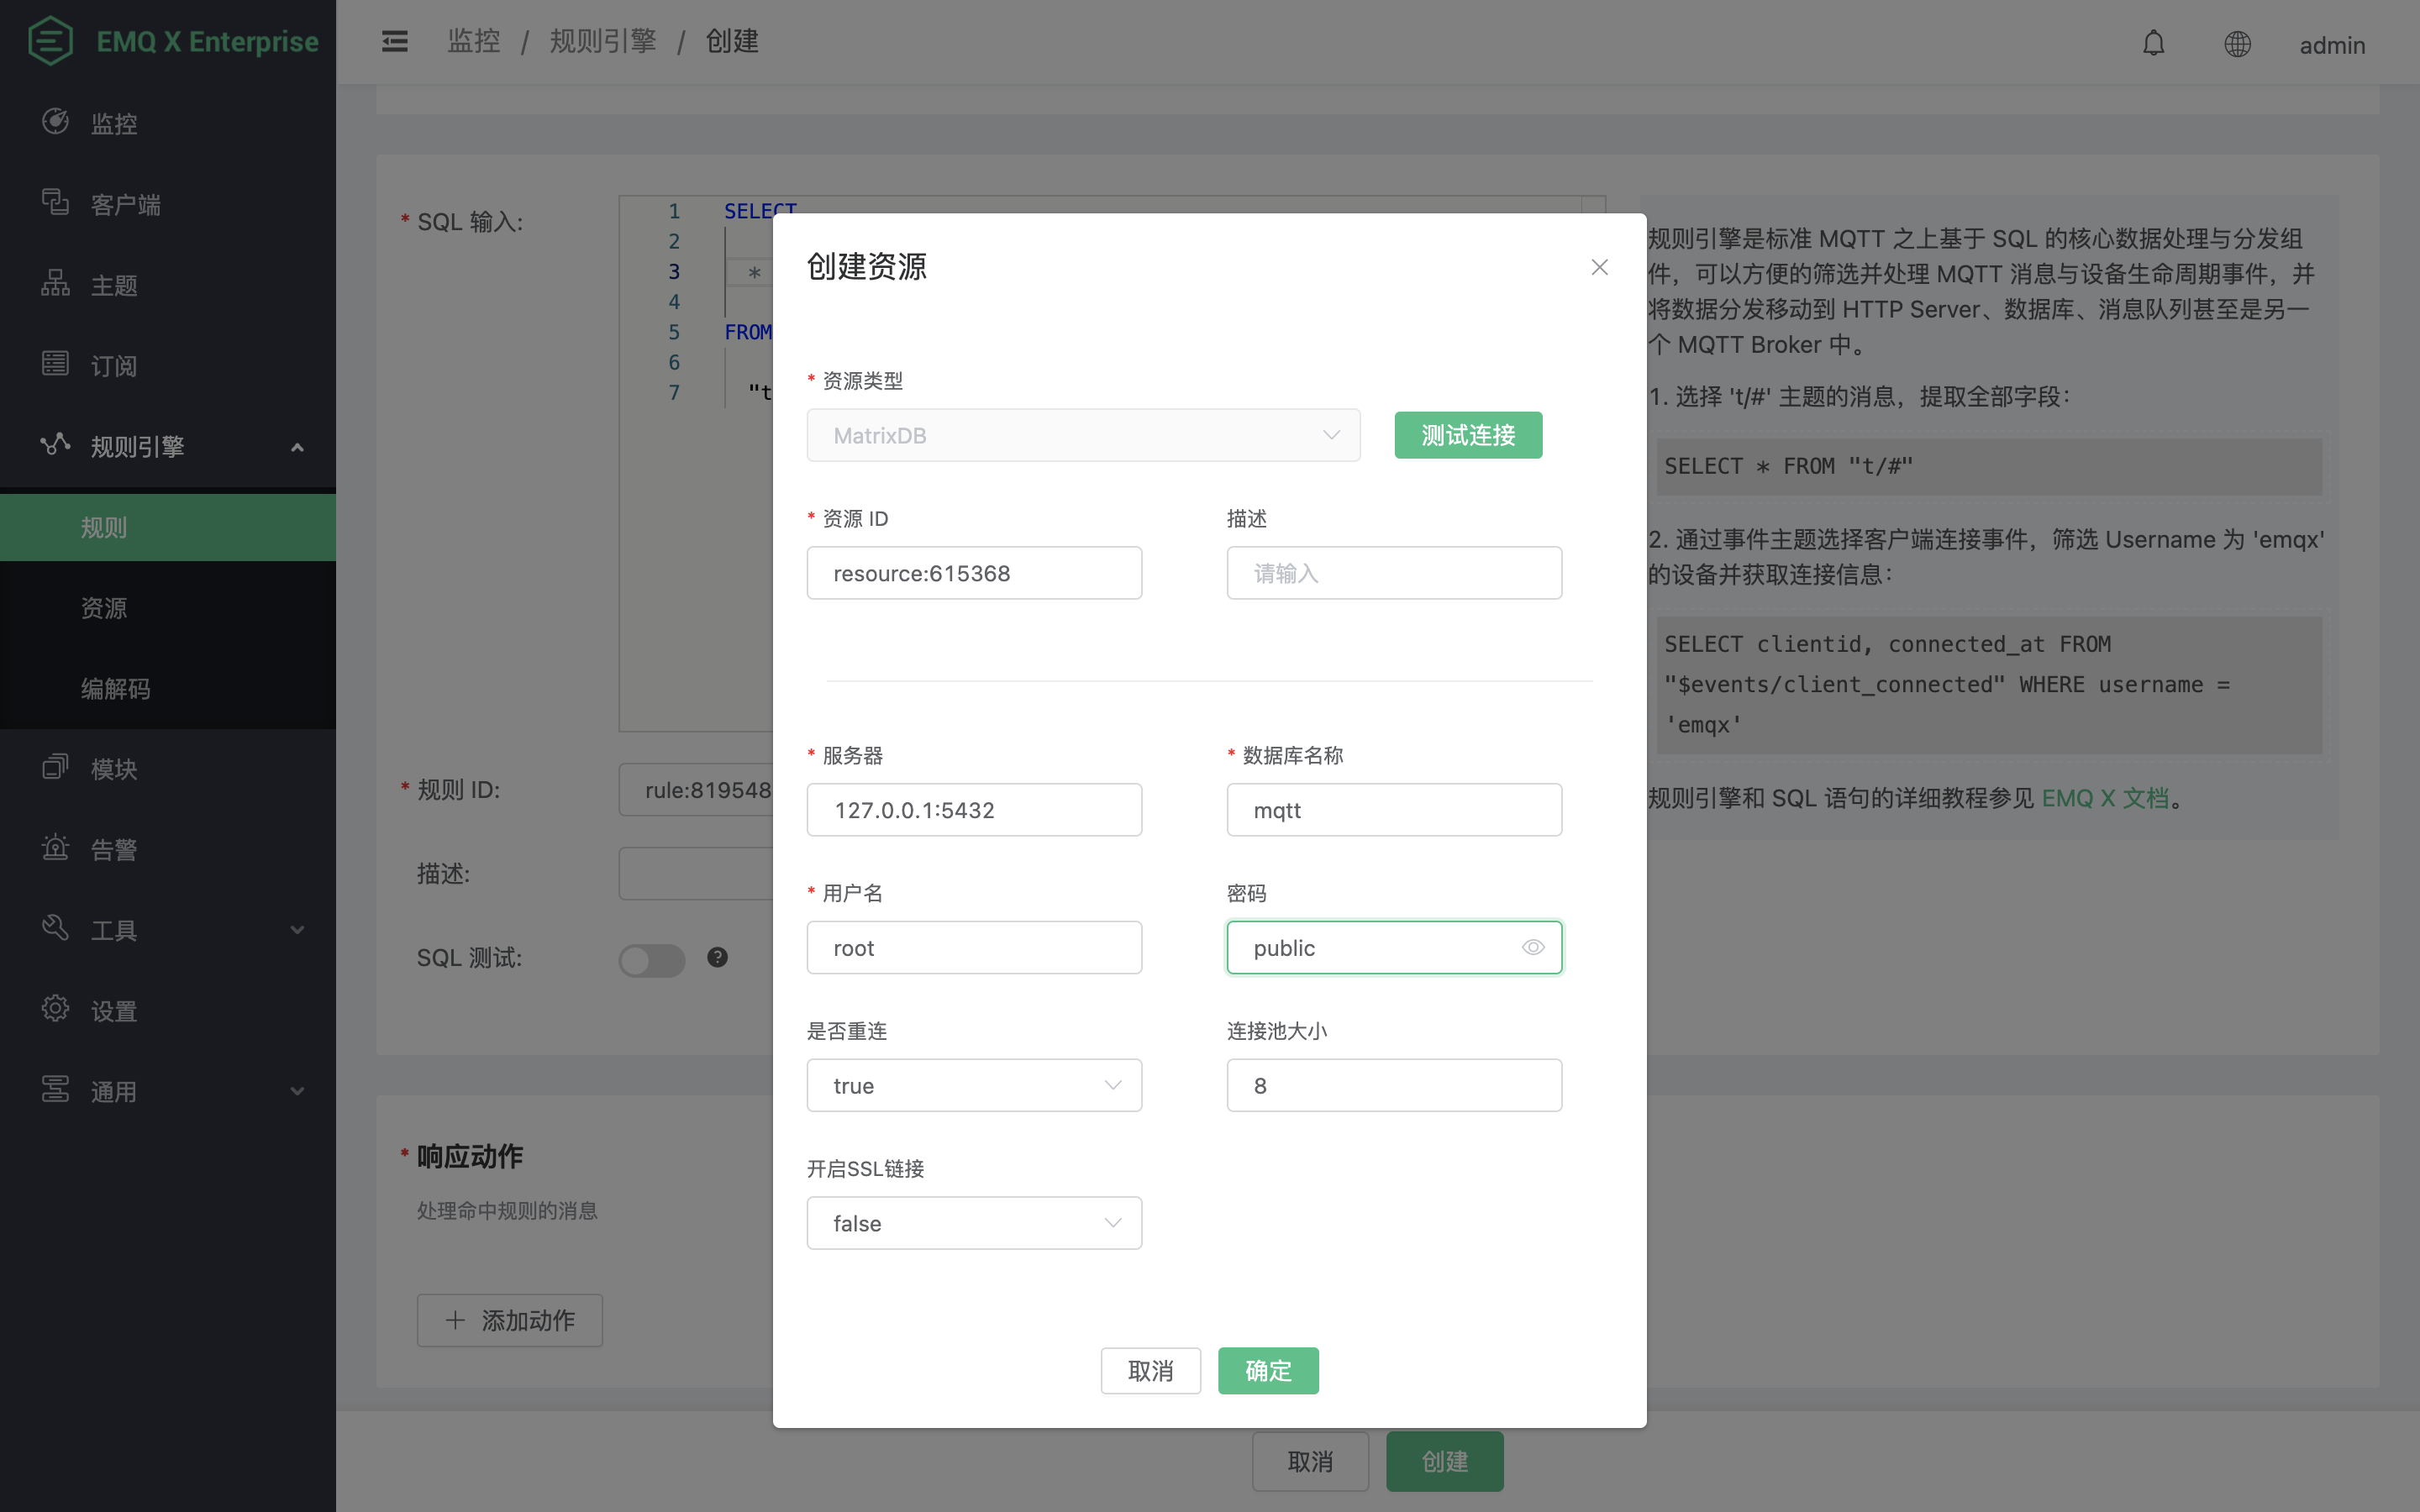 EMQ X Enterprise
监控 / 规则引擎 / 创建
admin
监控
客户端
主题
订阅
规则引擎
规则
资源
编解码
模块
告警
工具
设置
通用
* SQL 输入:
1 SELECT
2
3 *
4
5 FROM
6
7 "t
* 规则 ID:
rule:819548
描述:
SQL 测试:
?
* 响应动作
处理命中规则的消息
添加动作
创建资源
* 资源类型
MatrixDB
测试连接
* 资源 ID
描述
resource:615368
请输入
* 服务器
* 数据库名称
127.0.0.1:5432
mqtt
* 用户名
密码
root
public
是否重连
连接池大小
true
8
开启SSL链接
false
取消
确定
规则引擎是标准 MQTT 之上基于 SQL 的核心数据处理与分发组
件，可以方便的筛选并处理 MQTT 消息与设备生命周期事件，并
将数据分发移动到 HTTP Server、数据库、消息队列甚至是另一
个 MQTT Broker 中。
1. 选择 't/#' 主题的消息，提取全部字段：
SELECT * FROM "t/#"
2. 通过事件主题选择客户端连接事件，筛选 Username 为 'emqx'
的设备并获取连接信息：
SELECT clientid, connected_at FROM
"$events/client_connected" WHERE username =
'emqx'
规则引擎和 SQL 语句的详细教程参见 EMQ X 文档。
取消
创建